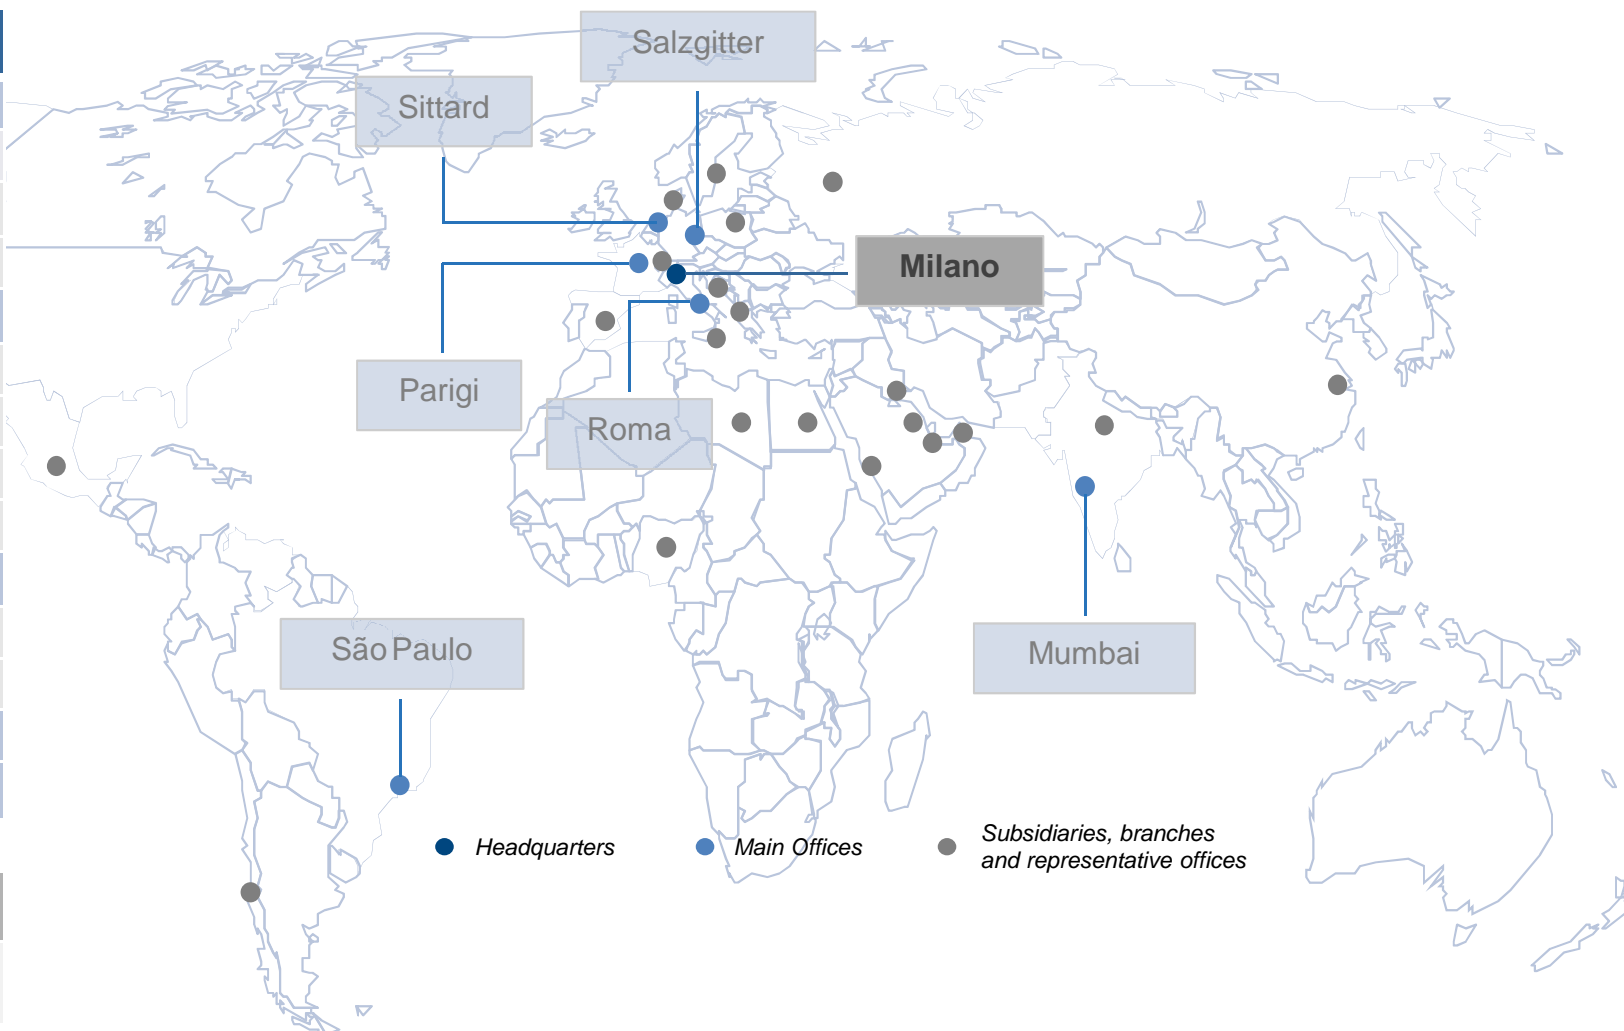 Salzgitter
Sittard
Milano
Parigi
Roma
São Paulo
Mumbai
Headquarters
Main Offices
Subsidiaries, branches
and representative offices